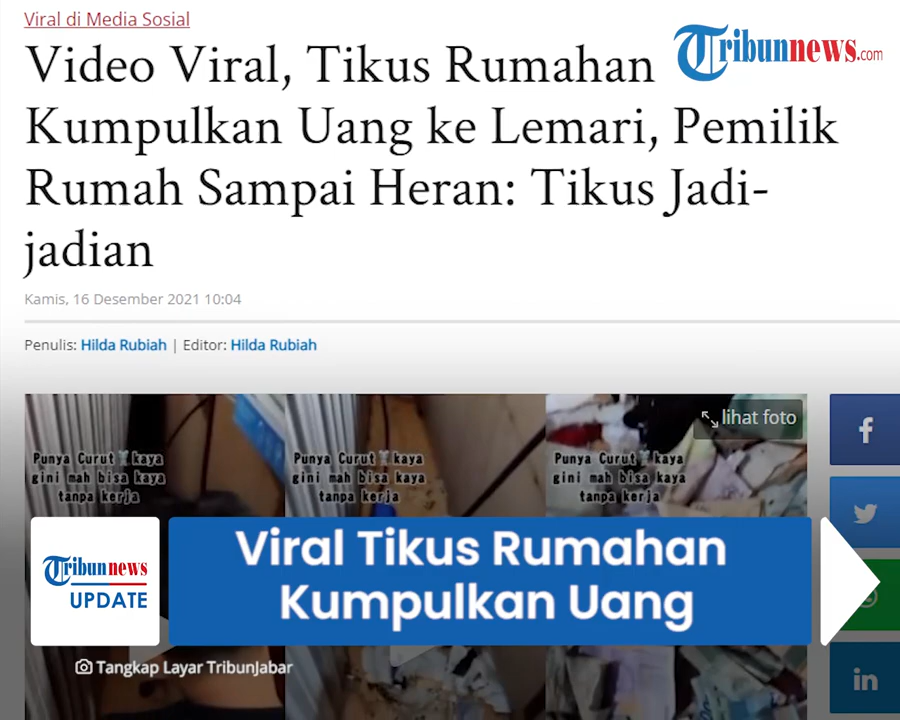 Viral di Media Sosial
Tribunnews.com
Video Viral, Tikus Rumahan
Kumpulkan Uang ke Lemari, Pemilik
Rumah Sampai Heran: Tikus Jadi-
jadian
Kamis, 16 Desember 2021 10:04
Penulis: Hilda Rubiah | Editor: Hilda Rubiah
lihat foto
Punya Curut kaya
gini mah bisa kaya
tanpa kerja
Punya Curut kaya
gini mah bisa kaya
tanpa kerja
Punya Curut kaya
gini mah bisa kaya
tanpa kerja
Tribunnews
UPDATE
Viral Tikus Rumahan
Kumpulkan Uang
Tangkap Layar TribunJabar
f
in